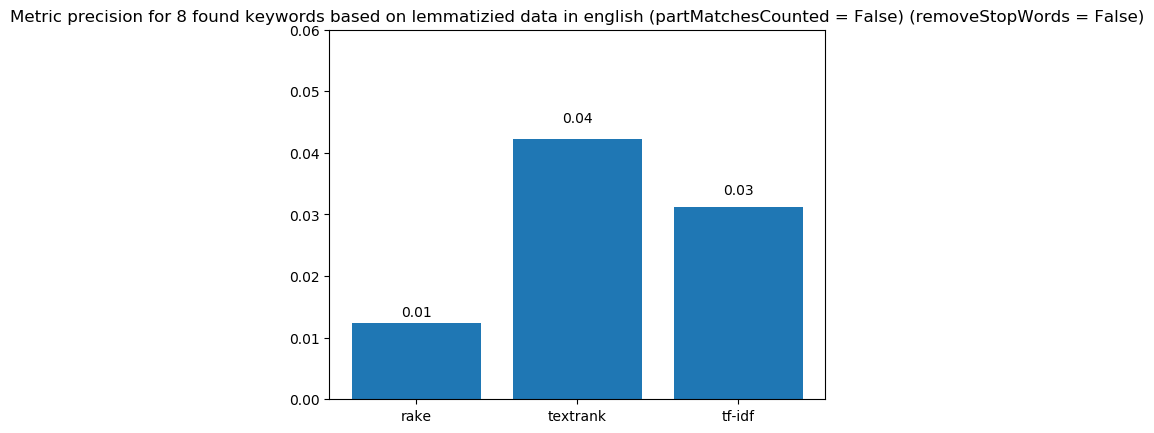 Metric precision for 8 found keywords based on lemmatizied data in english (partMatchesCounted = False) (removeStopWords = False)
0.06
0.05
0.04
0.03
0.02
0.01
0.00
0.01
0.04
0.03
rake
textrank
tf-idf